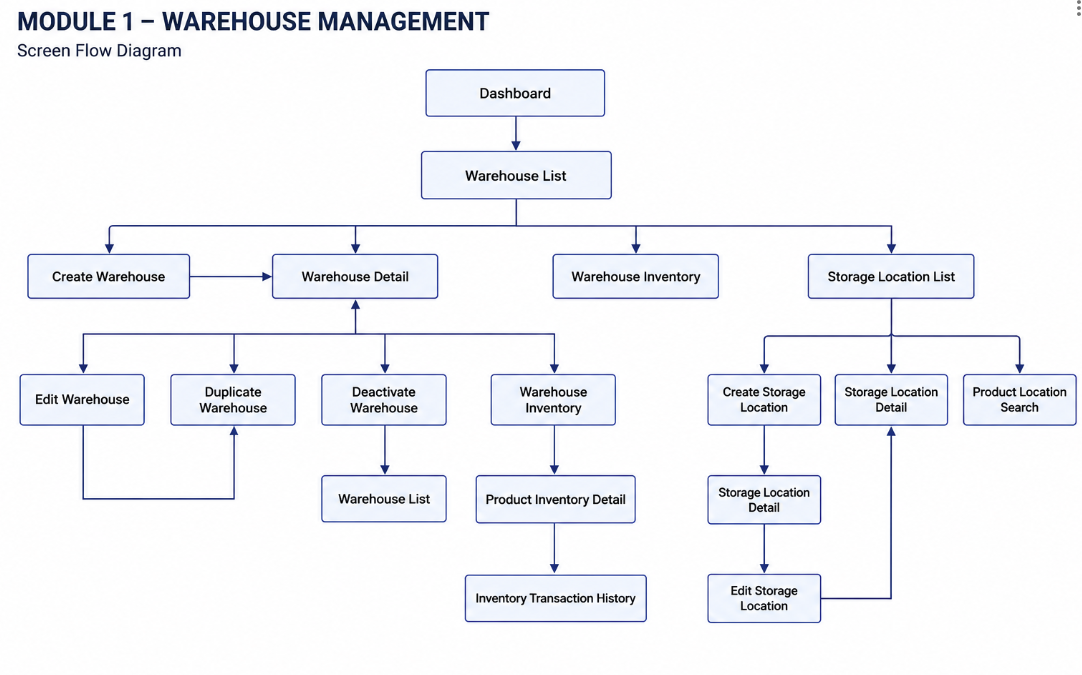 MODULE 1 – WAREHOUSE MANAGEMENT
Screen Flow Diagram
Dashboard
Warehouse List
Create Warehouse
Warehouse Detail
Warehouse Inventory
Storage Location List
Edit Warehouse
Duplicate
Warehouse
Deactivate
Warehouse
Warehouse
Inventory
Create Storage
Location
Storage Location
Detail
Product Location
Search
Warehouse List
Product Inventory Detail
Storage Location
Detail
Inventory Transaction History
Edit Storage
Location